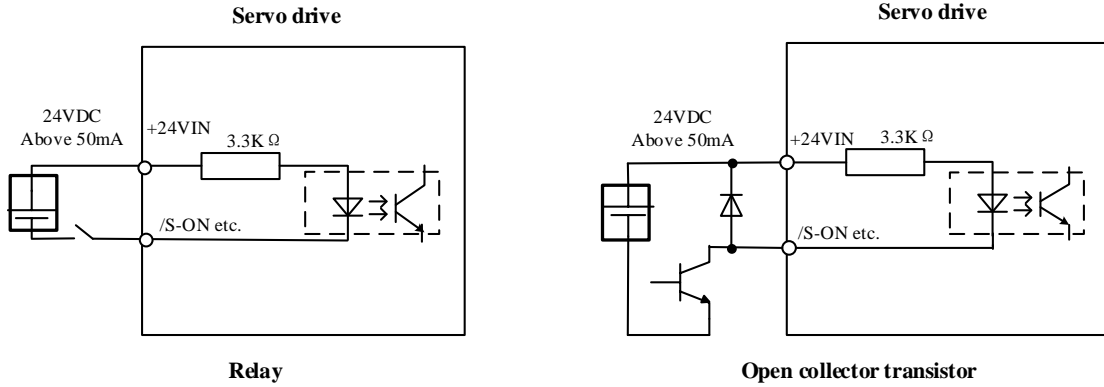 Servo drive
24VDC
Above 50mA
+24VIN
3.3K Ω
/S-ON etc.
Relay
Servo drive
24VDC
Above 50mA
+24VIN
3.3K Ω
/S-ON etc.
Open collector transistor